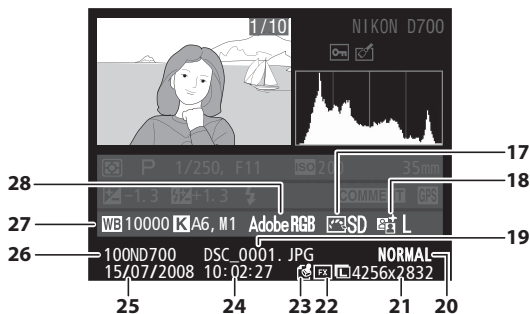 1/10 NIKON D700
P 1/250, F11 ISO 200 35mm
-1.3 +1.3 COMMENT GPS
WB 10000 K A6, M1 Adobe RGB SD L
100ND700 DSC_0001. JPG NORMAL
15/07/2008 10:02:27 FX L 4256x2832
17
18
19
20
21
22
23
24
25
26
27
28